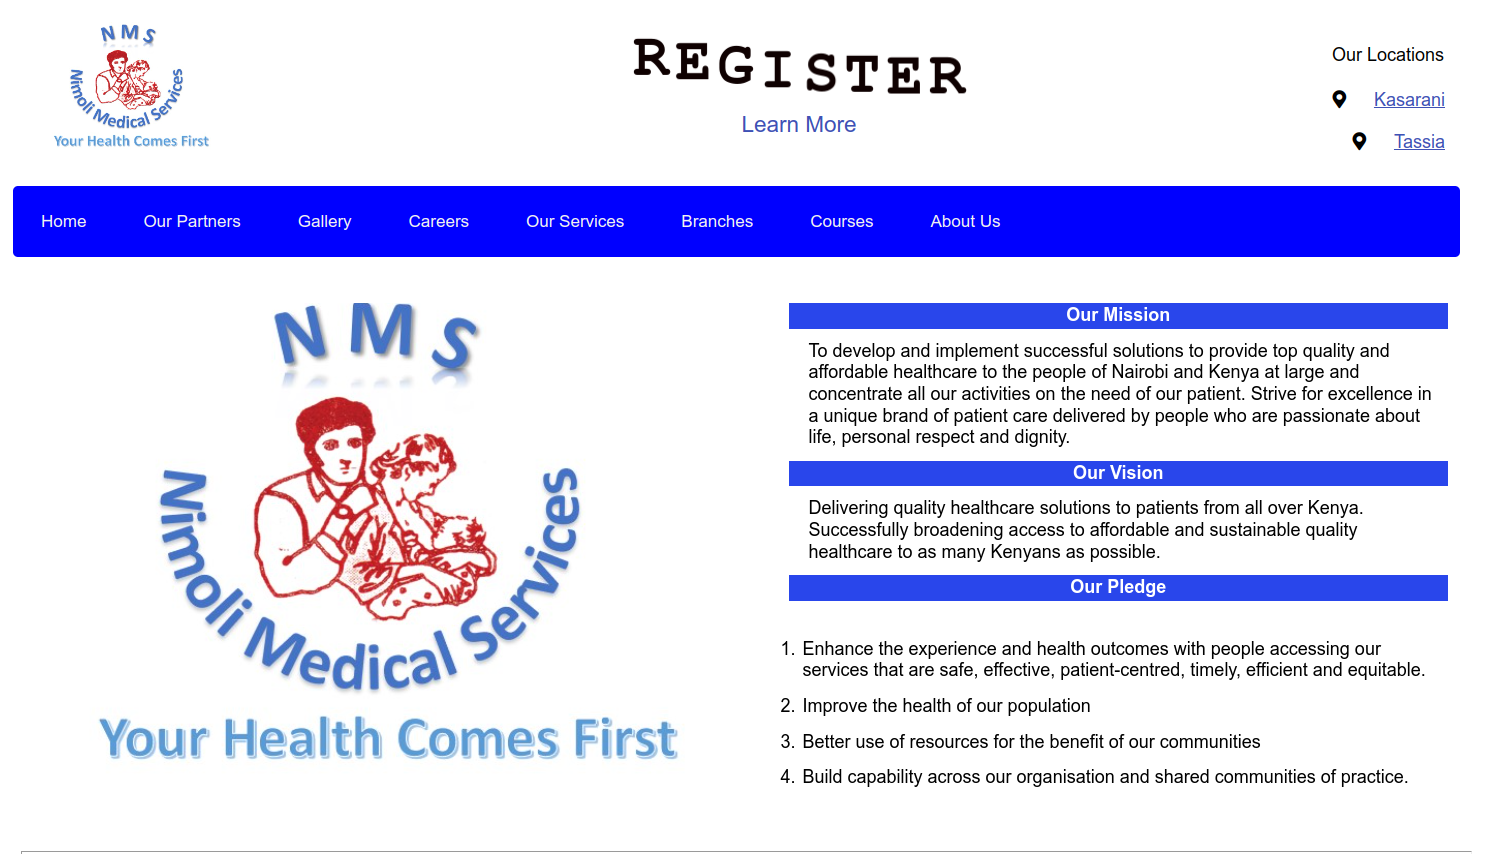 NMS
Nimoli Medical Services
Your Health Comes First
REGISTER
Learn More
Our Locations
Kasarani
Tassia
Home Our Partners Gallery Careers Our Services Branches Courses About Us
NMS
Nimoli Medical Services
Your Health Comes First
Our Mission
To develop and implement successful solutions to provide top quality and
affordable healthcare to the people of Nairobi and Kenya at large and
concentrate all our activities on the need of our patient. Strive for excellence in
a unique brand of patient care delivered by people who are passionate about
life, personal respect and dignity.
Our Vision
Delivering quality healthcare solutions to patients from all over Kenya.
Successfully broadening access to affordable and sustainable quality
healthcare to as many Kenyans as possible.
Our Pledge
1. Enhance the experience and health outcomes with people accessing our
services that are safe, effective, patient-centred, timely, efficient and equitable.
2. Improve the health of our population
3. Better use of resources for the benefit of our communities
4. Build capability across our organisation and shared communities of practice.